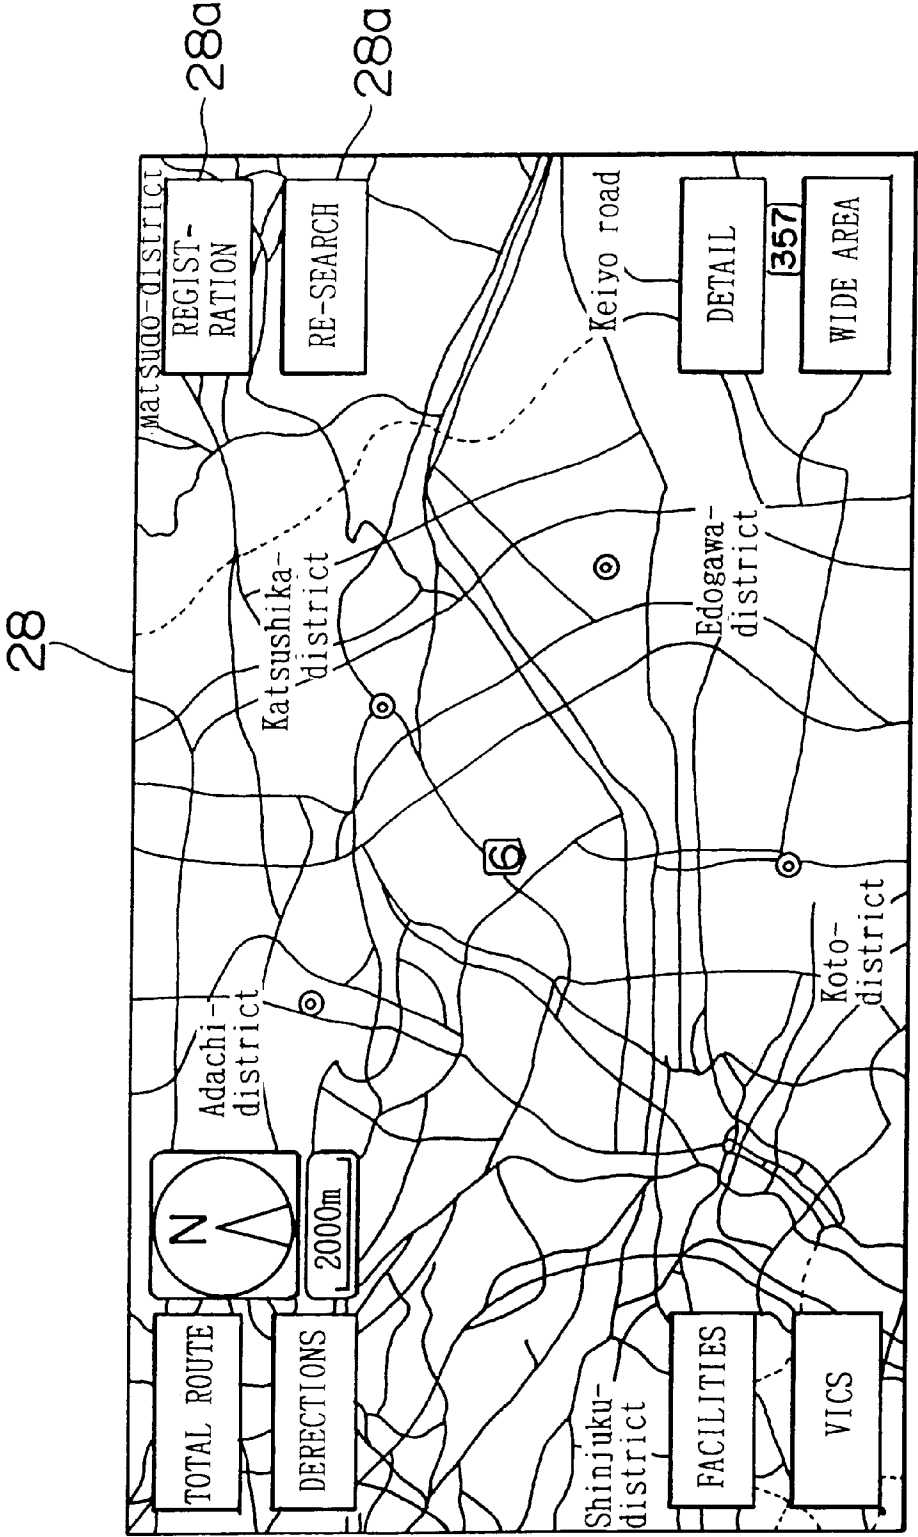 28
TOTAL ROUTE
N
2000m
DERECTIONS
Adachi-
district
Katsushika-
district
Matsudo-district
REGIST-
RATION
28a
RE-SEARCH
28a
6
Shinjuku-
district
FACILITIES
VICS
Koto-
district
Edogawa-
district
Keiyo road
DETAIL
357
WIDE AREA